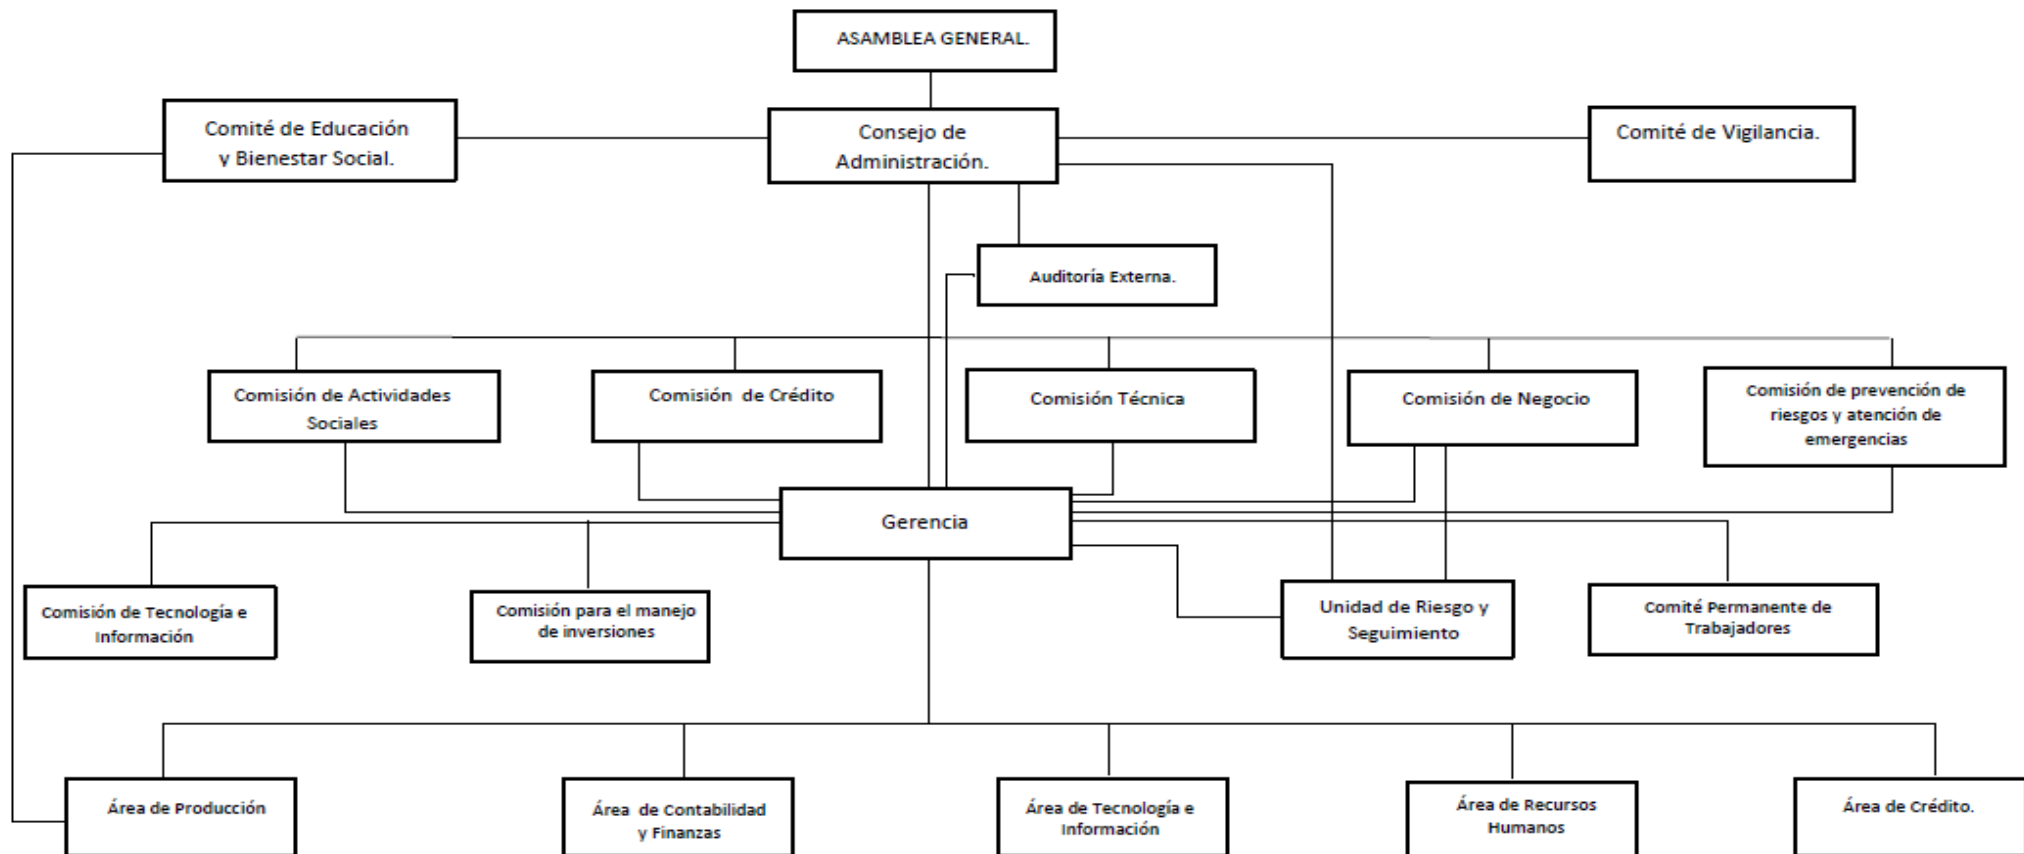 ASAMBLEA GENERAL.
Comité de Educación
y Bienestar Social.
Consejo de
Administración.
Comité de Vigilancia.
Auditoría Externa.
Comisión de Actividades
Sociales
Comisión de Crédito
Comisión Técnica
Comisión de Negocio
Comisión de prevención de
riesgos y atención de
emergencias
Gerencia
Comisión de Tecnología e
Información
Comisión para el manejo
de inversiones
Unidad de Riesgo y
Seguimiento
Comité Permanente de
Trabajadores
Área de Producción
Área de Contabilidad
y Finanzas
Área de Tecnología e
Información
Área de Recursos
Humanos
Área de Crédito.